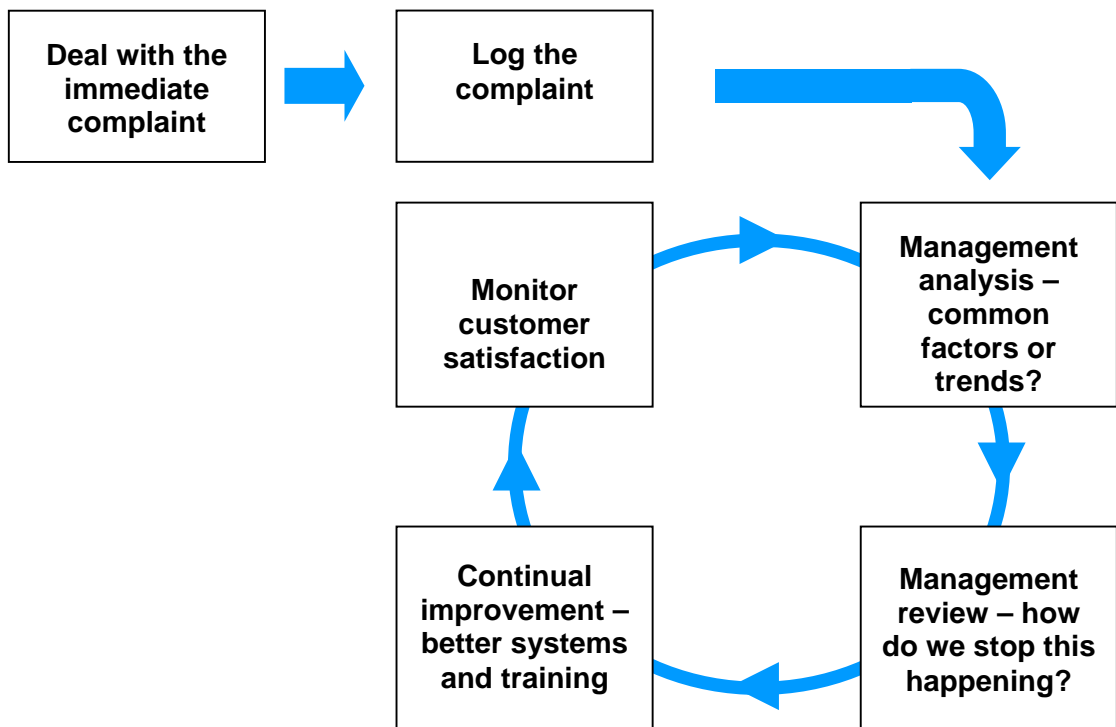 Deal with the
immediate
complaint
Log the
complaint
Monitor
customer
satisfaction
Management
analysis –
common
factors or
trends?
Continual
improvement –
better systems
and training
Management
review – how
do we stop this
happening?